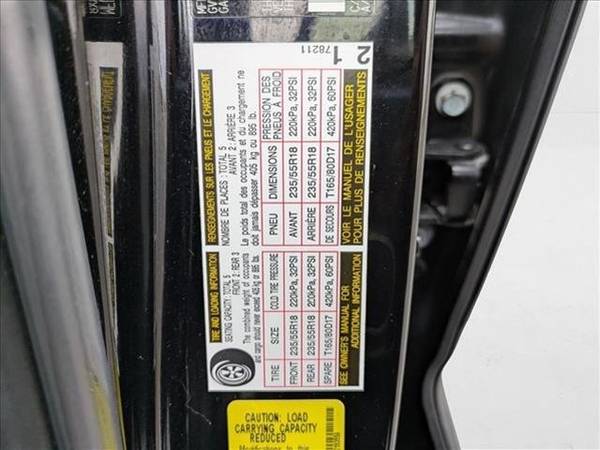 TIRE AND LOADING INFORMATION
SEATING CAPACITY: TOTAL 5
FRONT 2: REAR 3
The combined weight of occupants
and cargo should never exceed 405 kg or 895 lb.
TIRE SIZE COLD TIRE PRESSURE
FRONT 235/55R18 220kPa, 32PSI
REAR 235/55R18 220kPa, 32PSI
SPARE T165/80D17 420kPa, 60PSI
SEE OWNER'S MANUAL FOR
ADDITIONAL INFORMATION
RENSEIGNEMENTS SUR LES PNEUS ET LE CHARGEMENT
NOMBRE DE PLACES : TOTAL 5
AVANT 2: ARRIÈRE 3
Le poids total des occupants et du chargement ne
doit jamais dépasser 405 kg ou 895 lb.
PNEU DIMENSIONS PRESSION DES
PNEUS À FROID
AVANT 235/55R18 220kPa, 32PSI
ARRIÈRE 235/55R18 220kPa, 32PSI
DE SECOURS T165/80D17 420kPa, 60PSI
VOIR LE MANUEL DE L'USAGER
POUR PLUS DE RENSEIGNEMENTS
78211
2 1
CAUTION: LOAD
CARRYING CAPACITY
REDUCED
Modifications to